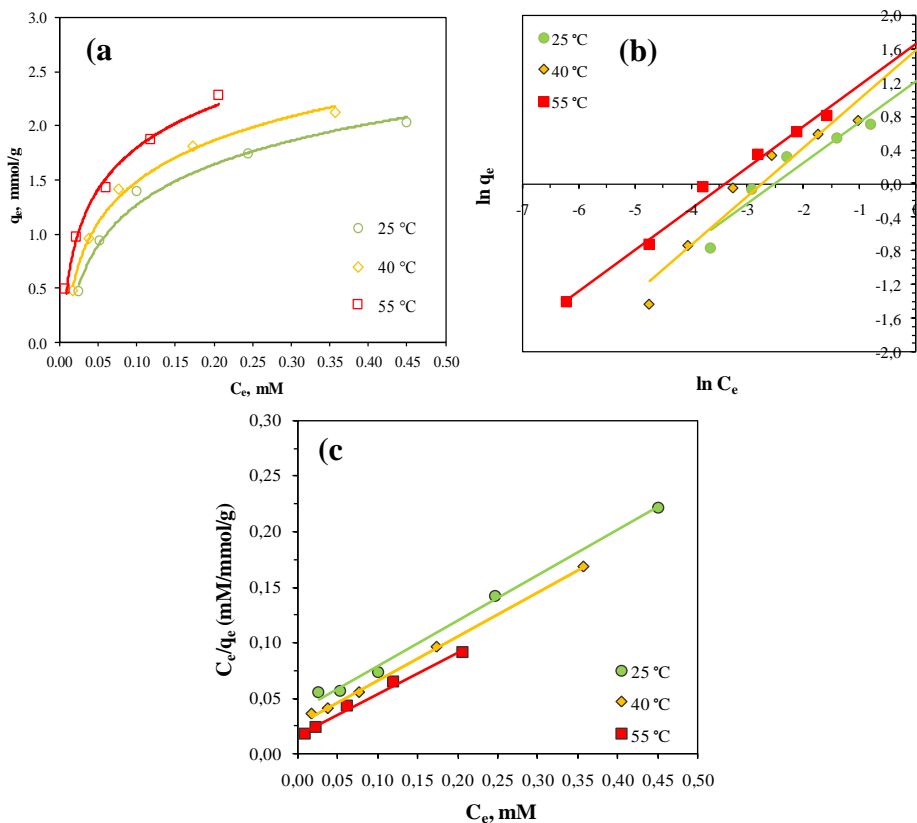 (a
3.0
2.5
2.0
1.5
1.0
0.5
0.0
qe, mmol/g
25 °C
40 °C
55 °C
0.00 0.05 0.10 0.15 0.20 0.25 0.30 0.35 0.40 0.45 0.50
Ce, mM
(b)
25 °C
40 °C
55 °C
2,0
1,6
1,2
0,8
0,4
0,0
-0,4
-0,8
-1,2
-1,6
-2,0
-7 -6 -5 -4 -3 -2 -1
ln qe
ln Ce
(c
0,30
0,25
0,20
0,15
0,10
0,05
0,00
Ce/qe (mM/mmol/g)
25 °C
40 °C
55 °C
0,00 0,05 0,10 0,15 0,20 0,25 0,30 0,35 0,40 0,45 0,50
Ce, mM